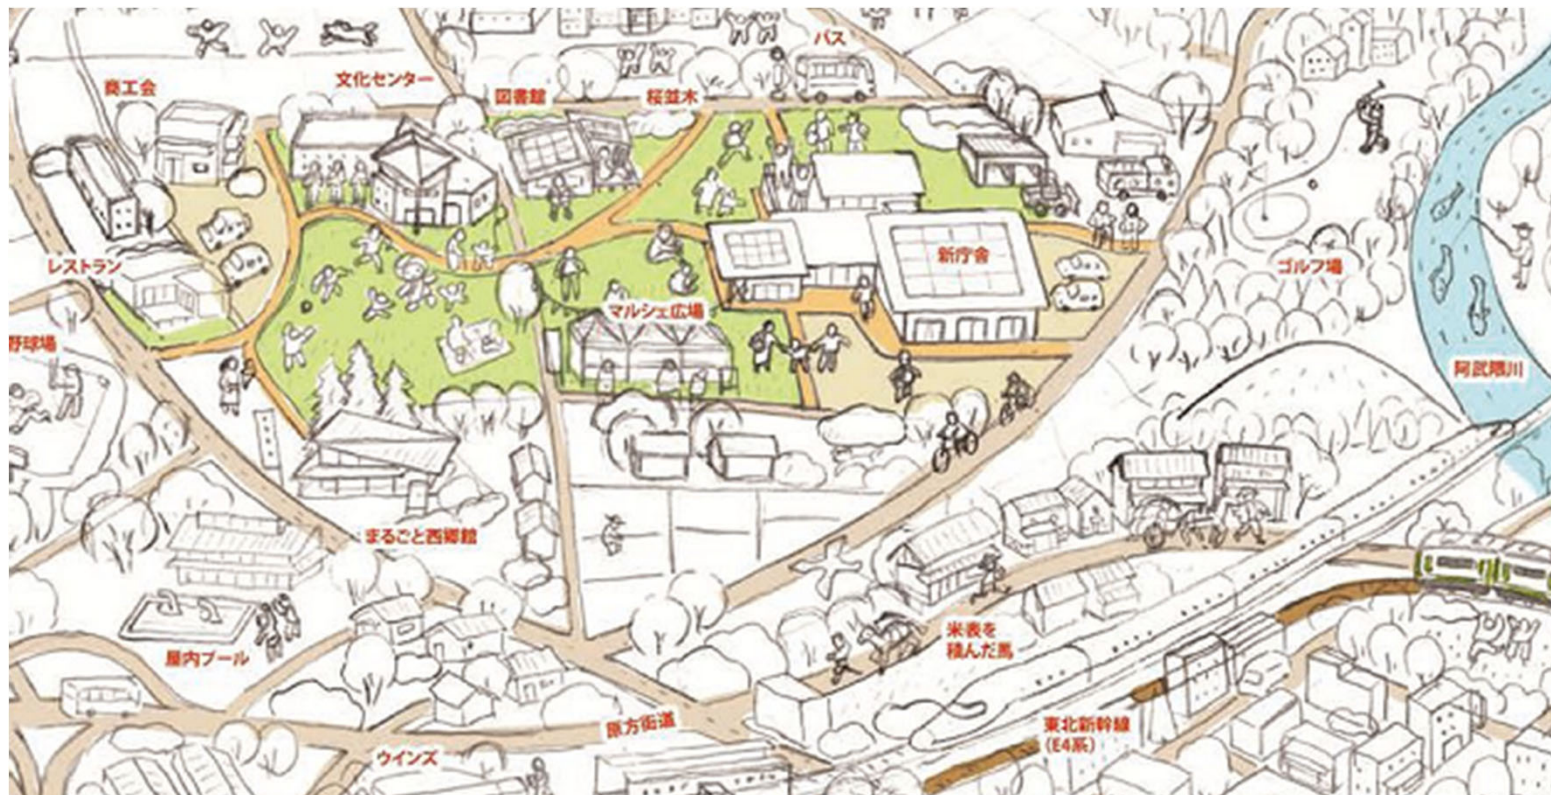 バス
商工会
文化センター
図書館
桜並木
レストラン
新庁舎
ゴルフ場
マルシェ広場
野球場
阿武隈川
まるごと西郷館
屋内プール
米表を
積んだ馬
原方街道
東北新幹線
(E4系)
ウインズ